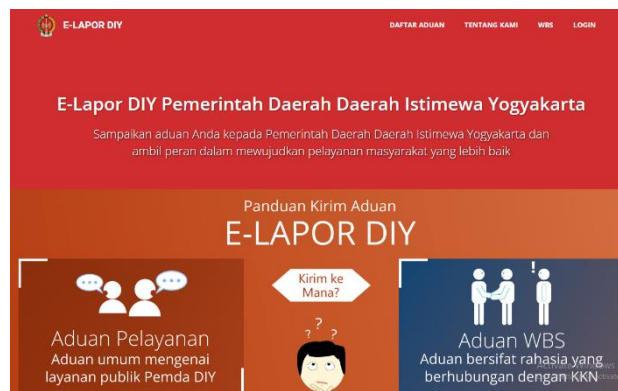 E-LAPOR DIY
DAFTAR ADUAN TENTANG KAMI WBS LOGIN
E-Lapor DIY Pemerintah Daerah Daerah Istimewa Yogyakarta
Sampaikan aduan Anda kepada Pemerintah Daerah Daerah Istimewa Yogyakarta dan
ambil peran dalam mewujudkan pelayanan masyarakat yang lebih baik
Panduan Kirim Aduan
E-LAPOR DIY
Kirim ke
Mana?
? ? ?
Aduan Pelayanan
Aduan umum mengenai
layanan publik Pemda DIY
!
Aduan WBS
Aduan bersifat rahasia yang
berhubungan dengan KKN
Activate Windows